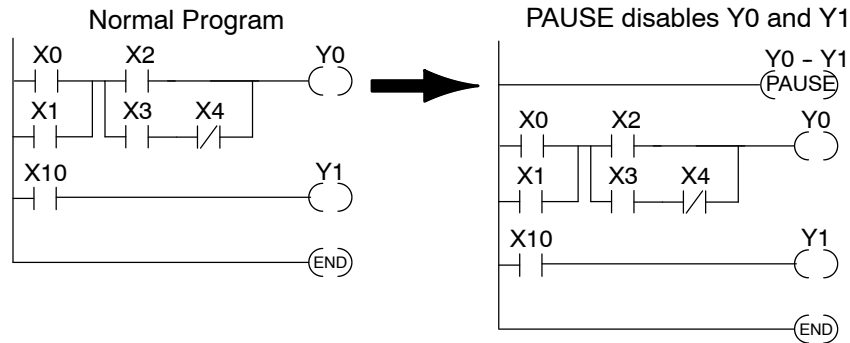 Normal Program
X0 X2 Y0
X1 X3 X4
X10 Y1
END
PAUSE disables Y0 and Y1
Y0 – Y1
PAUSE
X0 X2 Y0
X1 X3 X4
X10 Y1
END